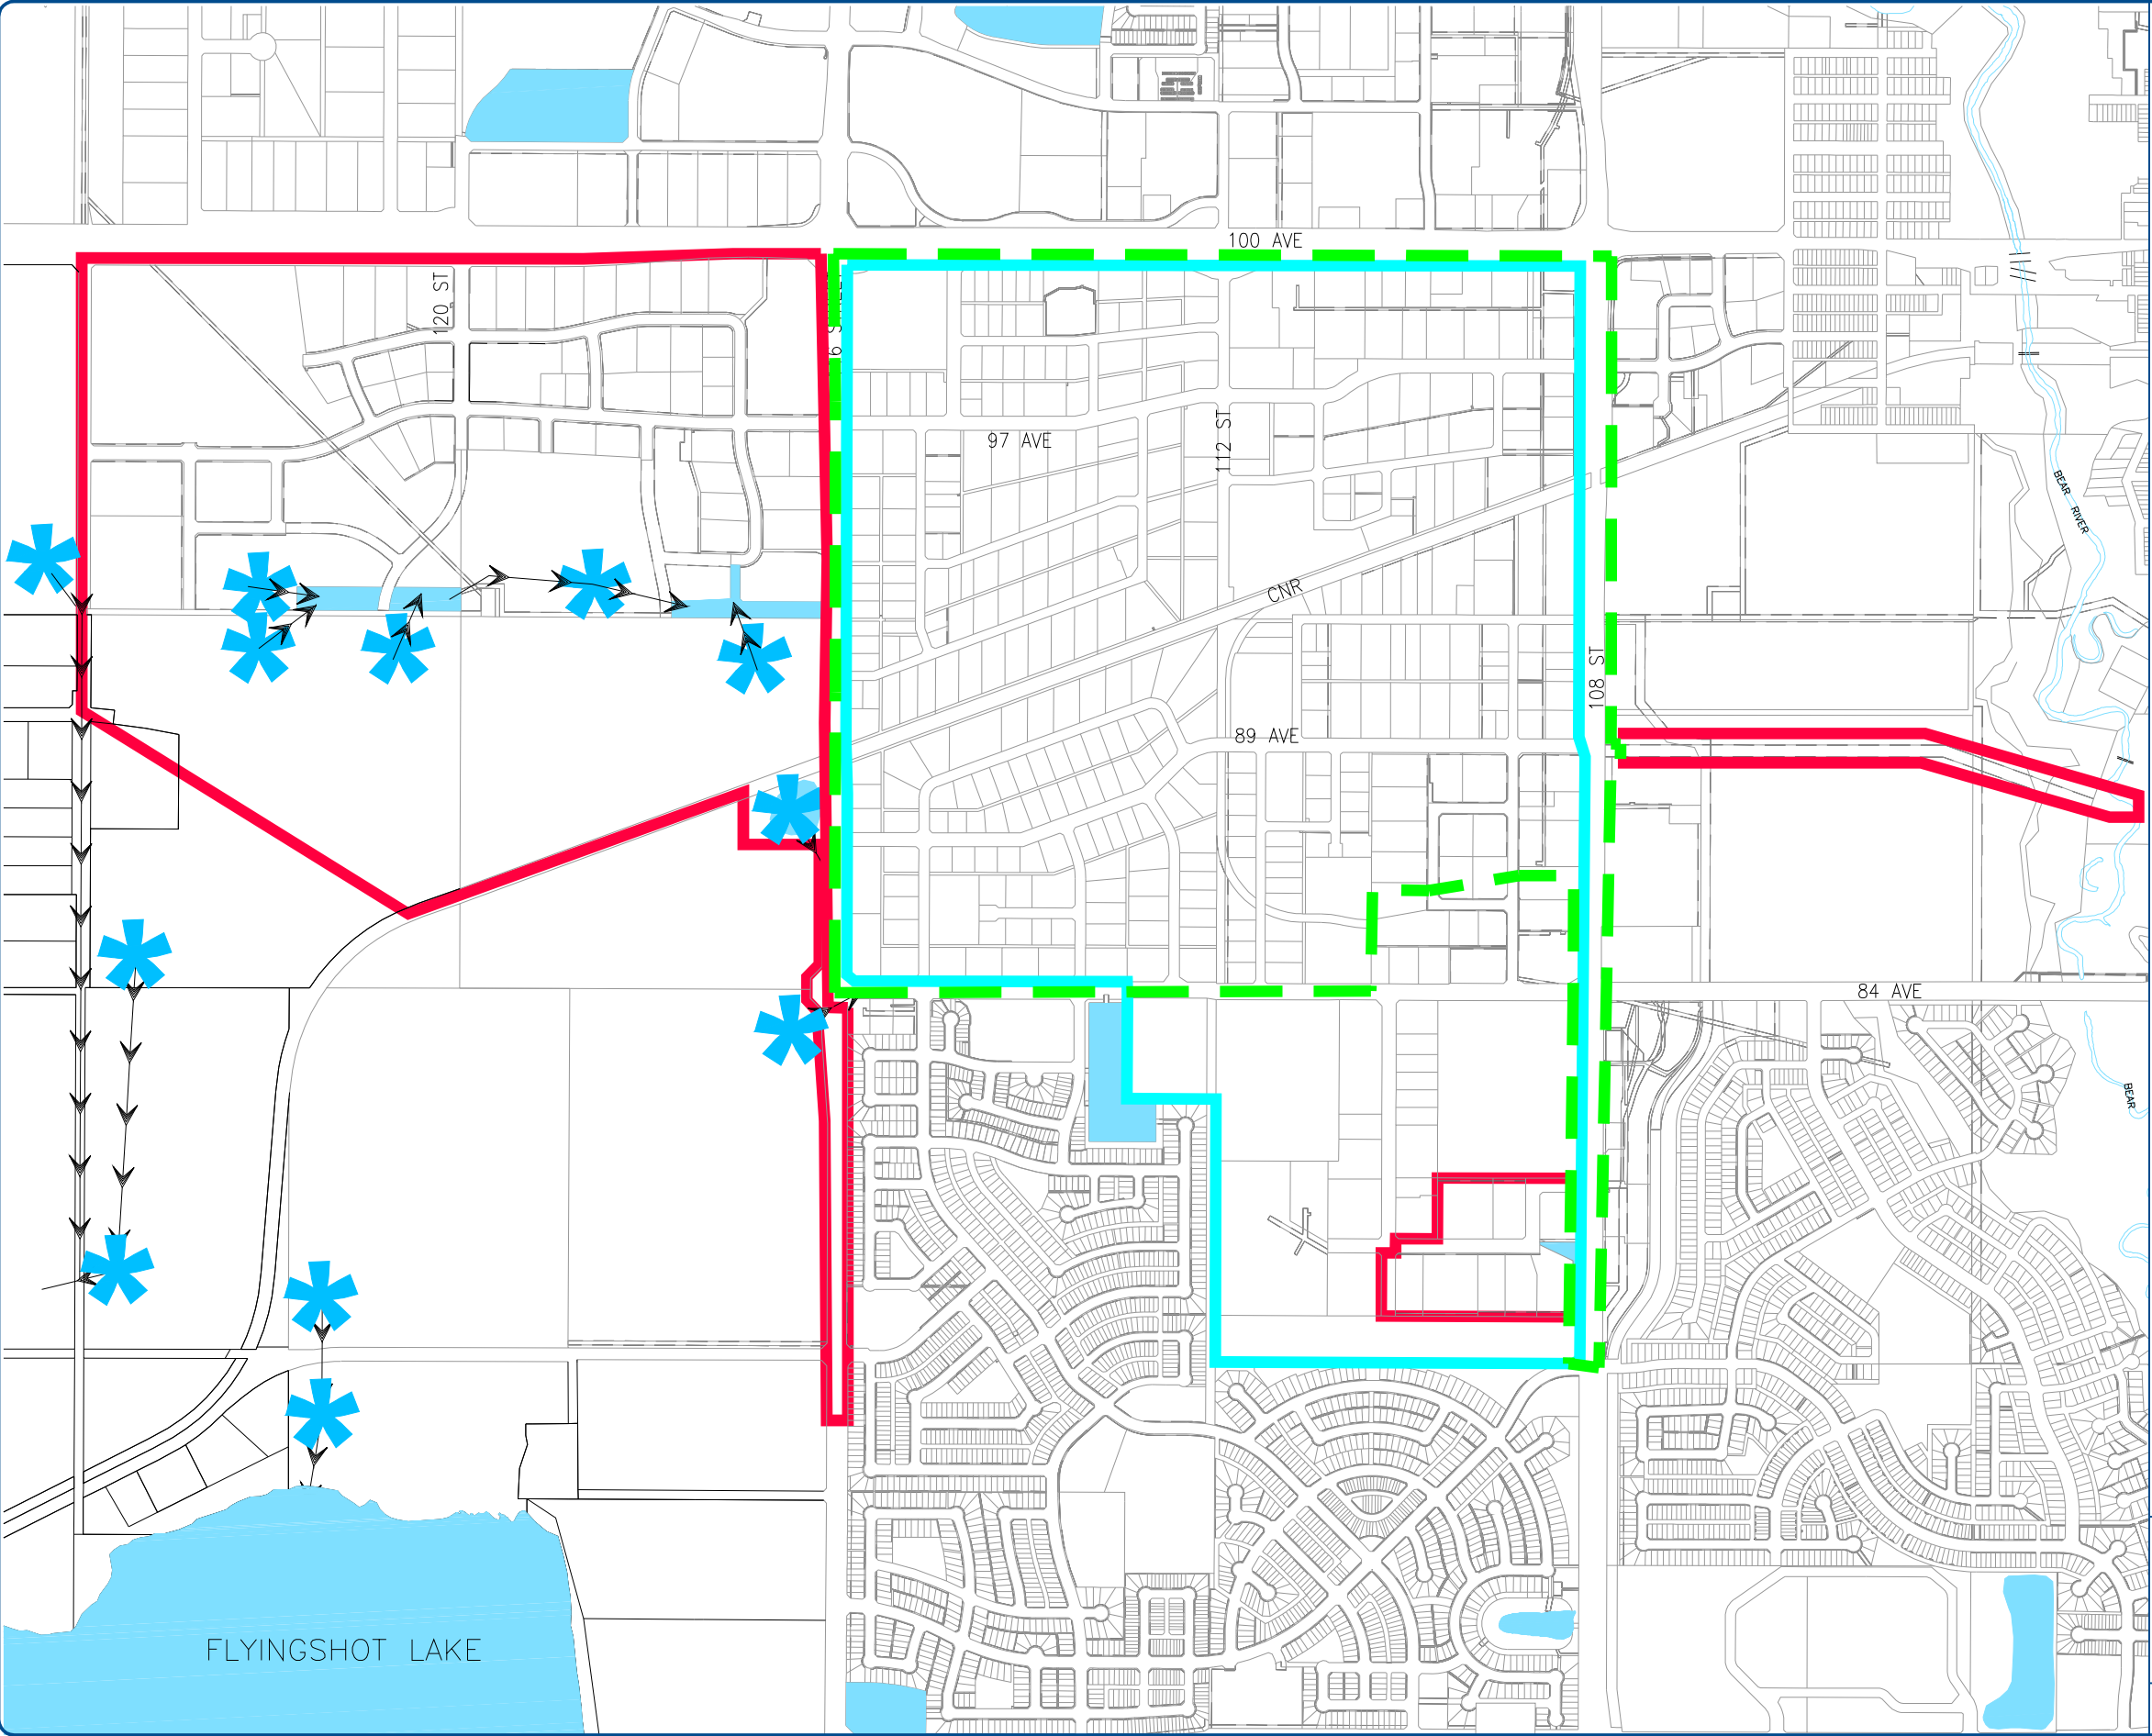 100 AVE
120 ST
97 AVE
112 ST
BEAR RIVER
CNR
108 ST
89 AVE
84 AVE
BEAR
FLYINGSHOT LAKE